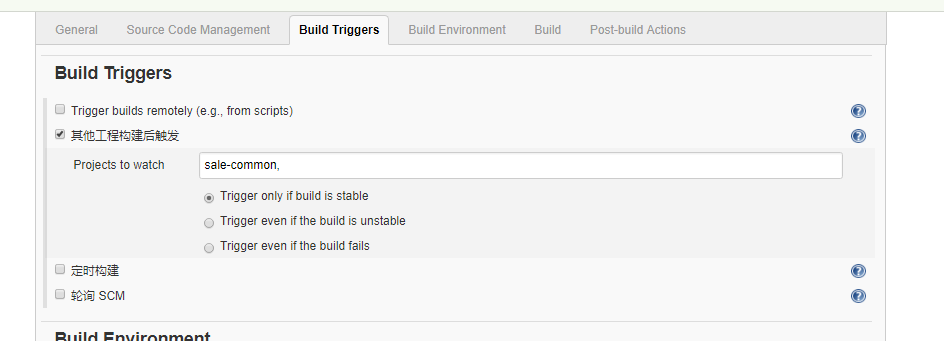 General Source Code Management Build Triggers Build Environment Build Post-build Actions
Build Triggers
Trigger builds remotely (e.g., from scripts)
其他工程构建后触发
Projects to watch sale-common,
Trigger only if build is stable
Trigger even if the build is unstable
Trigger even if the build fails
定时构建
轮询 SCM
Build Environment